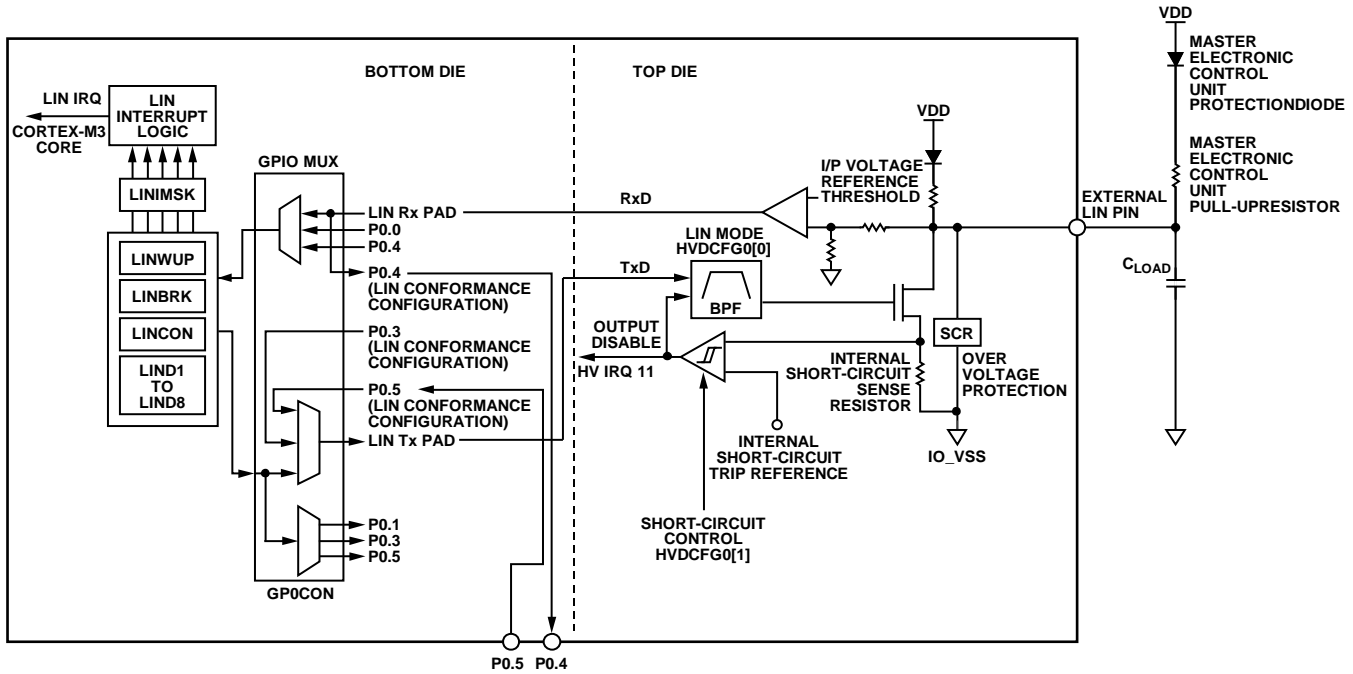 VDD
MASTER
ELECTRONIC
CONTROL
UNIT
PROTECTIONDIODE
MASTER
ELECTRONIC
CONTROL
UNIT
PULL-UPRESISTOR
EXTERNAL
LIN PIN
CLOAD
BOTTOM DIE
TOP DIE
LIN IRQ
CORTEX-M3
CORE
LIN
INTERRUPT
LOGIC
LINIMSK
LINWUP
LINBRK
LINCON
LIND1
TO
LIND8
GPIO MUX
LIN Rx PAD
P0.0
P0.4
P0.4
(LIN CONFORMANCE
CONFIGURATION)
P0.3
(LIN CONFORMANCE
CONFIGURATION)
P0.5
(LIN CONFORMANCE
CONFIGURATION)
LIN Tx PAD
P0.1
P0.3
P0.5
GP0CON
RxD
TxD
VDD
I/P VOLTAGE
REFERENCE
THRESHOLD
LIN MODE
HVDCFG0[0]
BPF
OUTPUT
DISABLE
HV IRQ 11
INTERNAL
SHORT-CIRCUIT
SENSE
RESISTOR
SCR
OVER
VOLTAGE
PROTECTION
IO_VSS
INTERNAL
SHORT-CIRCUIT
TRIP REFERENCE
SHORT-CIRCUIT
CONTROL
HVDCFG0[1]
P0.5
P0.4